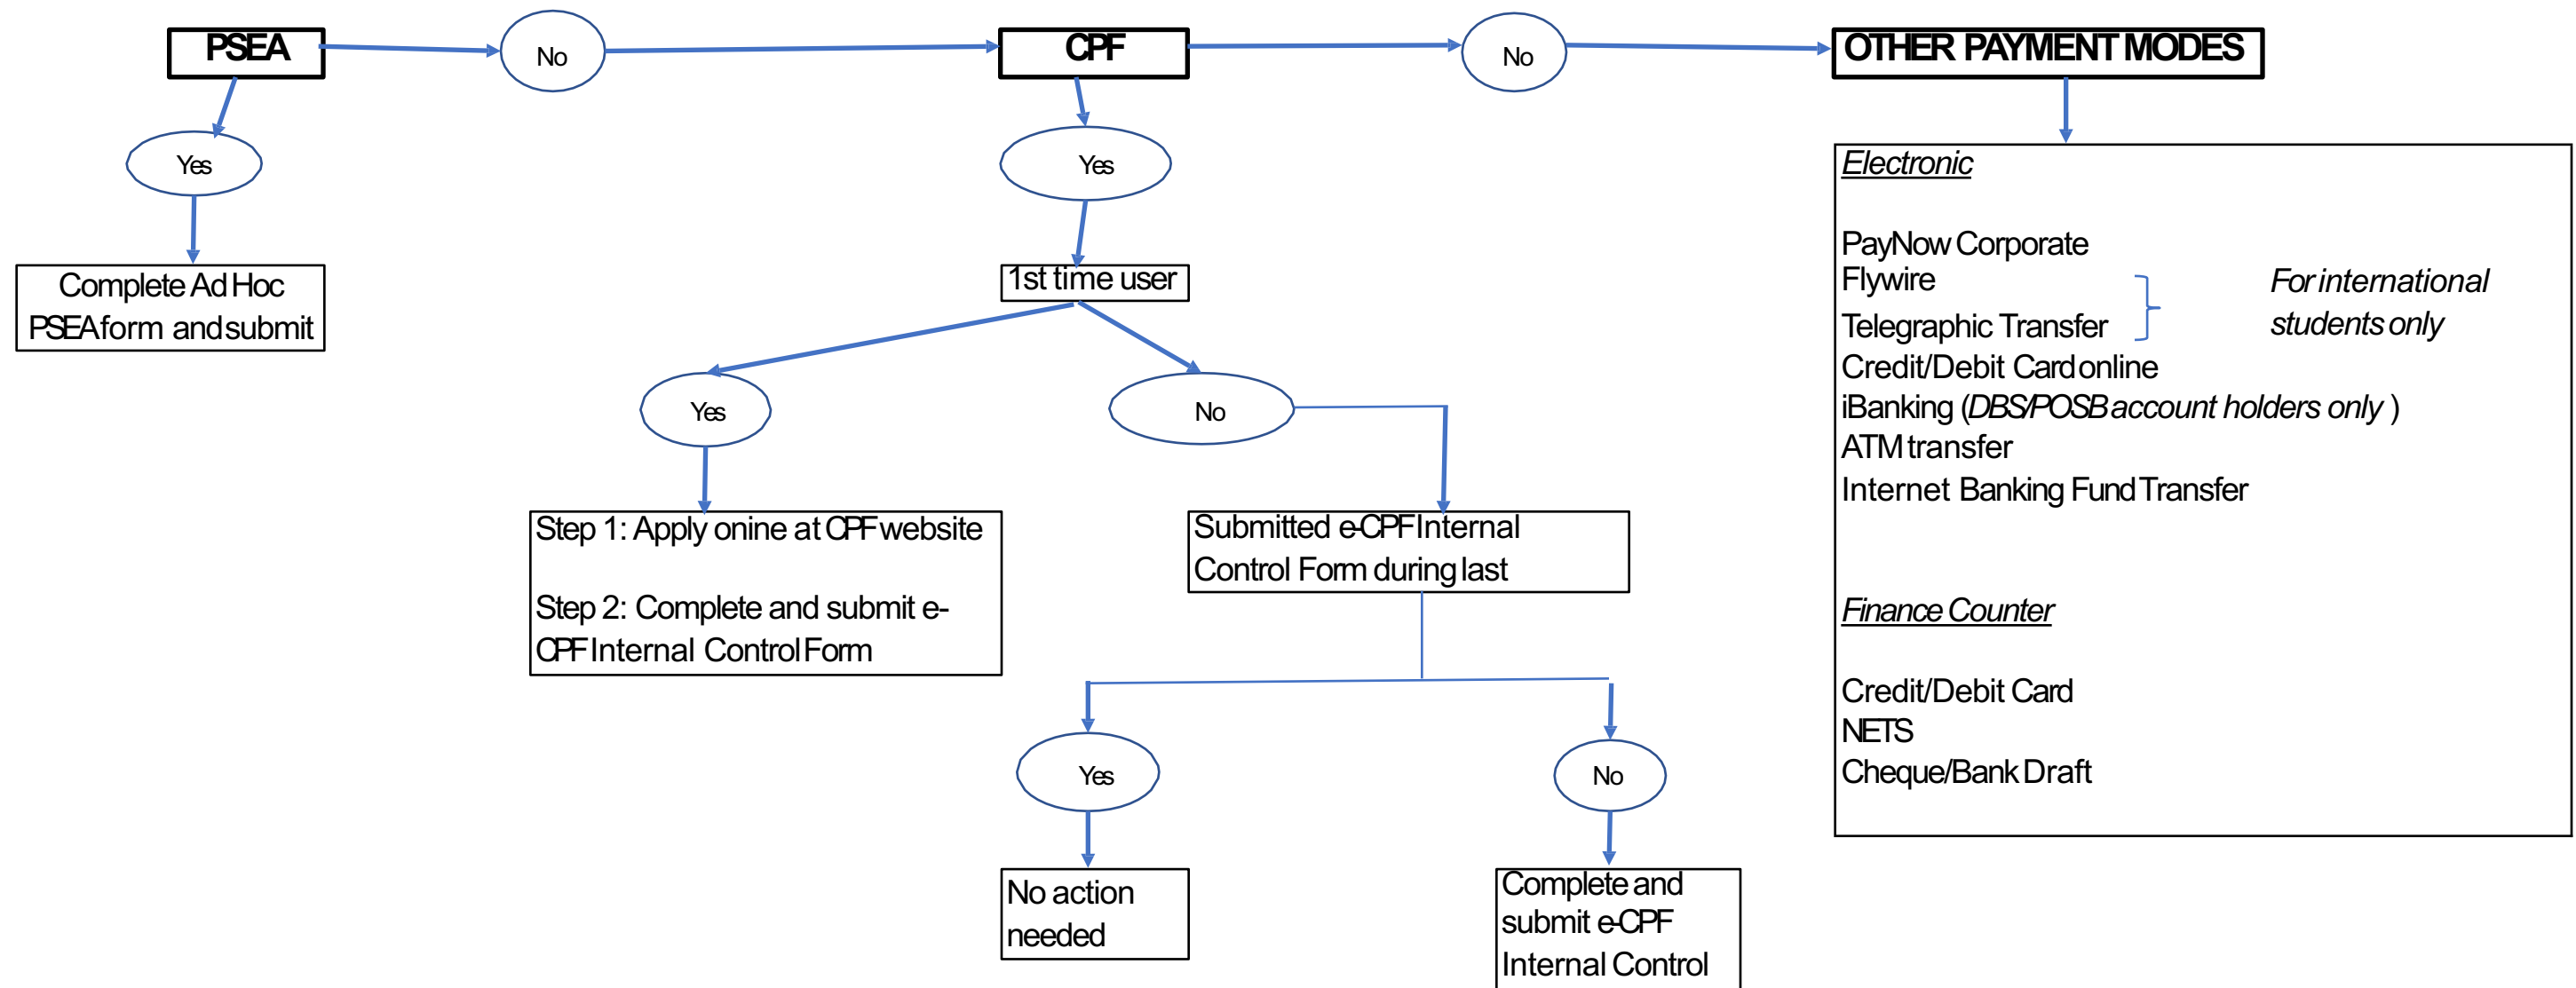 PSEA
No
CPF
No
OTHER PAYMENT MODES
Yes
Complete Ad Hoc
PSEA form and submit
Yes
1st time user
Yes
No
Step 1: Apply onine at CPF website
Step 2: Complete and submit e-
CPF Internal Control Form
Submitted e-CPF Internal
Control Form during last
Yes
No
No action
needed
Complete and
submit e-CPF
Internal Control
Electronic
PayNow Corporate
Flywire
Telegraphic Transfer
For international
students only
Credit/Debit Card online
iBanking (DBS/POSB account holders only )
ATM transfer
Internet Banking Fund Transfer
Finance Counter
Credit/Debit Card
NETS
Cheque/Bank Draft